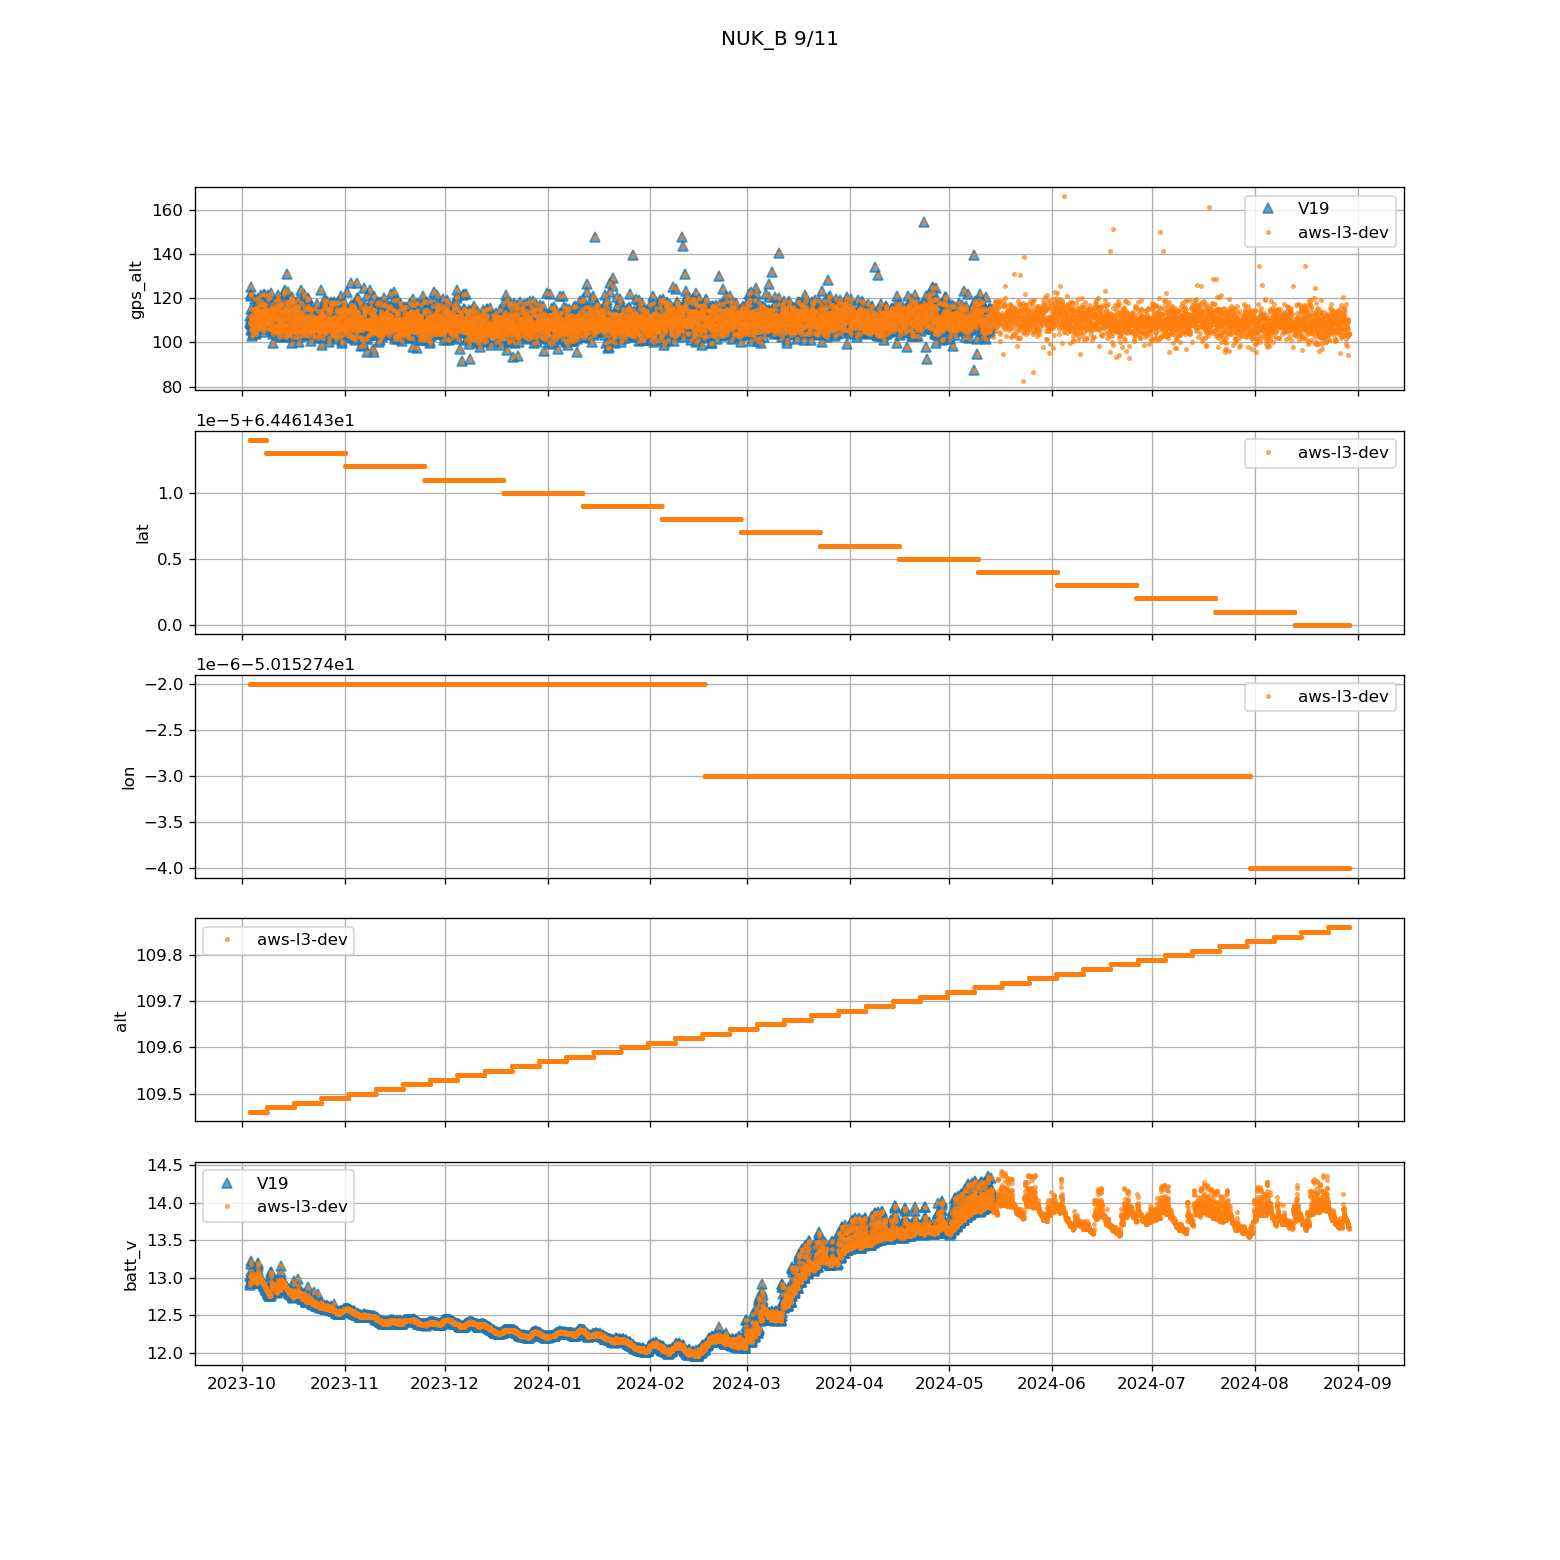 NUK_B 9/11
160
140
120
100
80
gps_alt
V19
aws-l3-dev
1e−5+6.446143e1
1.0
0.5
0.0
lat
aws-l3-dev
1e−6−5.015274e1
−2.0
−2.5
−3.0
−3.5
−4.0
lon
aws-l3-dev
109.8
109.7
109.6
109.5
alt
aws-l3-dev
14.5
14.0
13.5
13.0
12.5
12.0
batt_v
V19
aws-l3-dev
2023-10 2023-11 2023-12 2024-01 2024-02 2024-03 2024-04 2024-05 2024-06 2024-07 2024-08 2024-09